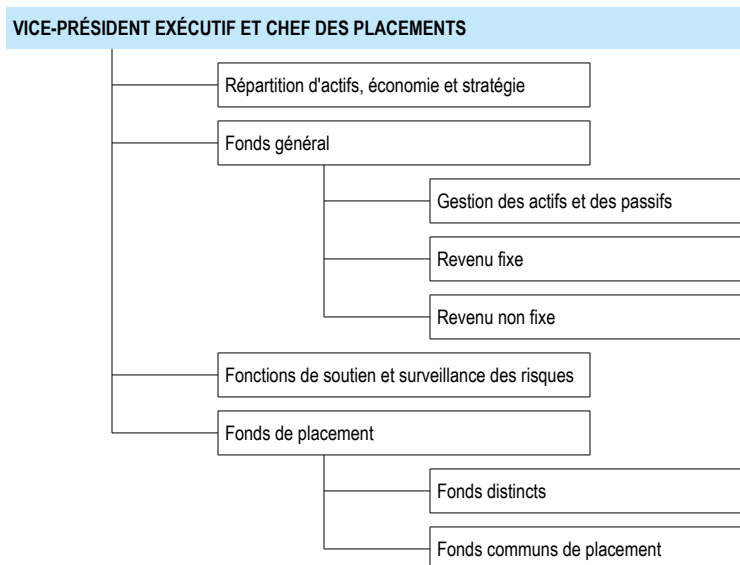 VICE-PRÉSIDENT EXÉCUTIF ET CHEF DES PLACEMENTS
Répartition d'actifs, économie et stratégie
Fonds général
Gestion des actifs et des passifs
Revenu fixe
Revenu non fixe
Fonctions de soutien et surveillance des risques
Fonds de placement
Fonds distincts
Fonds communs de placement